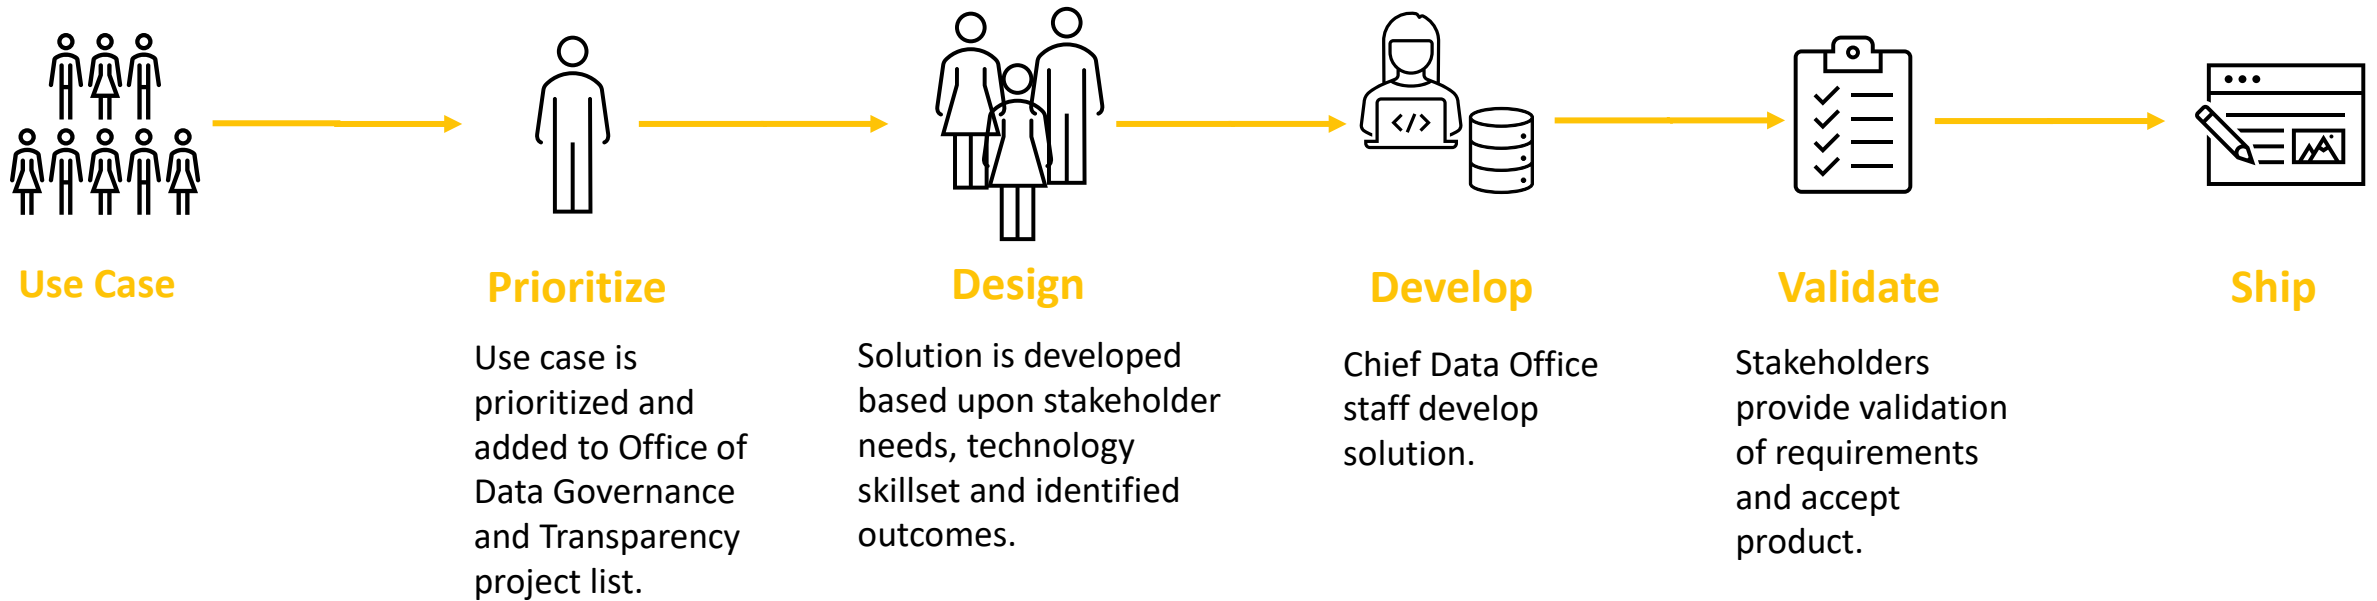 Use Case
Prioritize
Use case is
prioritized and
added to Office of
Data Governance
and Transparency
project list.
Design
Solution is developed
based upon stakeholder
needs, technology
skillset and identified
outcomes.
</>
Develop
Chief Data Office
staff develop
solution.
Validate
Stakeholders
provide validation
of requirements
and accept
product.
Ship